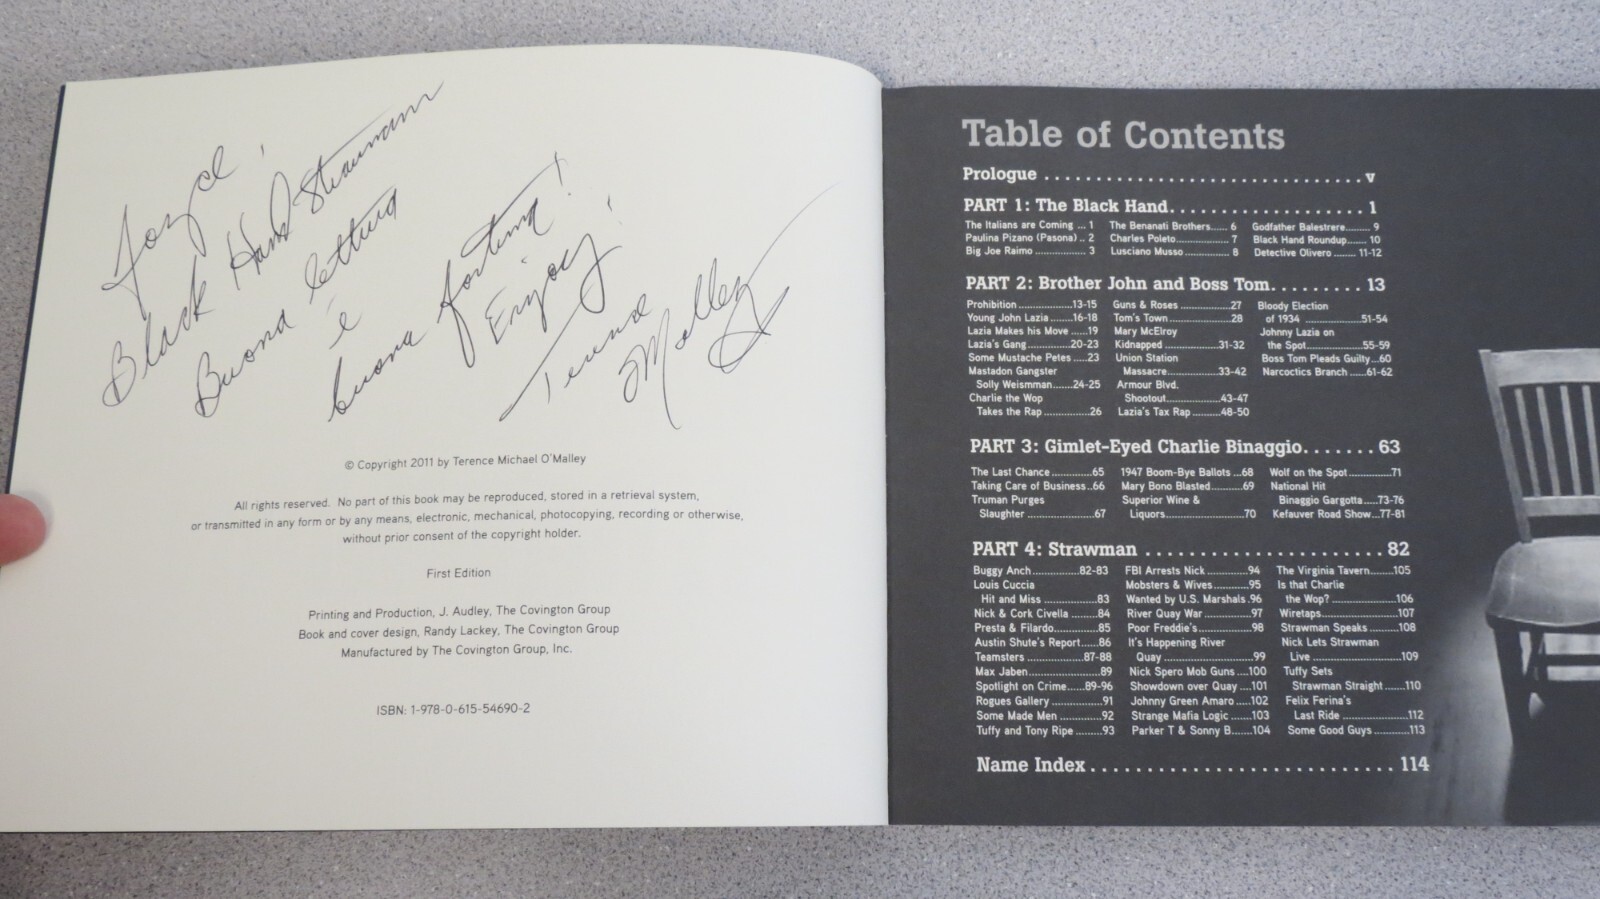 Joyce!
Black Hand Strawman
Buona lettura
è
buona fortuna!
Enjoy!
© Copyright 2011 by Terence Michael O'Malley
All rights reserved. No part of this book may be reproduced, stored in a retrieval system,
or transmitted in any form or by any means, electronic, mechanical, photocopying, recording or otherwise,
without prior consent of the copyright holder.
First Edition
Printing and Production, J. Audley, The Covington Group
Book and cover design, Randy Lackey, The Covington Group
Manufactured by The Covington Group, Inc.
ISBN: 1-978-0-615-54690-2
Table of Contents
Prologue ................................ v
PART 1: The Black Hand................... 1
The Italians are Coming ... 1
Paulina Pizano (Pasona) .. 2
Big Joe Raimo ................ 3
The Benanati Brothers...... 6
Charles Poleto................ 7
Lusciano Musso .............. 8
Godfather Balestrere........ 9
Black Hand Roundup...... 10
Detective Olivero ....... 11-12
PART 2: Brother John and Boss Tom......... 13
Prohibition .................13-15
Young John Lazia .......16-18
Lazia Makes his Move .....19
Lazia's Gang..............20-23
Some Mustache Petes .....23
Mastadon Gangster
Solly Weismman.......24-25
Charlie the Wop
Takes the Rap ...............26
Guns & Roses ................27
Tom's Town.....................28
Mary McElroy
Kidnapped ................31-32
Union Station
Massacre.................33-42
Armour Blvd.
Shootout.................43-47
Lazia's Tax Rap .........48-50
Bloody Election
of 1934 .................51-54
Johnny Lazia on
the Spot.................55-59
Boss Tom Pleads Guilty...60
Narcoctics Branch .....61-62
PART 3: Gimlet-Eyed Charlie Binaggio....... 63
The Last Chance .............65
Taking Care of Business..66
Truman Purges
Slaughter ......................67
1947 Boom-Bye Ballots ...68
Mary Bono Blasted..........69
Superior Wine &
Liquors.........................70
Wolf on the Spot.............71
National Hit
Binaggio Gargotta.....73-76
Kefauver Road Show...77-81
PART 4: Strawman ....................... 82
Buggy Anch...............82-83
Louis Cuccia
Hit and Miss .................83
Nick & Cork Civella ........84
Presta & Filardo..............85
Austin Shute's Report......86
Teamsters .................87-88
Max Jaben......................89
Spotlight on Crime......89-96
Rogues Gallery ...............91
Some Made Men .............92
Tuffy and Tony Ripe .........93
FBI Arrests Nick .............94
Mobsters & Wives...........95
Wanted by U.S. Marshals.96
River Quay War ..............97
Poor Freddie's.................98
It's Happening River
Quay ............................99
Nick Spero Mob Guns ....100
Showdown over Quay ....101
Johnny Green Amaro .....102
Strange Mafia Logic .......103
Parker T & Sonny B.......104
The Virginia Tavern........105
Is that Charlie
the Wop? .....................106
Wiretaps.......................107
Strawman Speaks .........108
Nick Lets Strawman
Live ............................109
Tuffy Sets
Strawman Straight .......110
Felix Ferina's
Last Ride .....................112
Some Good Guys ...........113
Name Index............................ 114